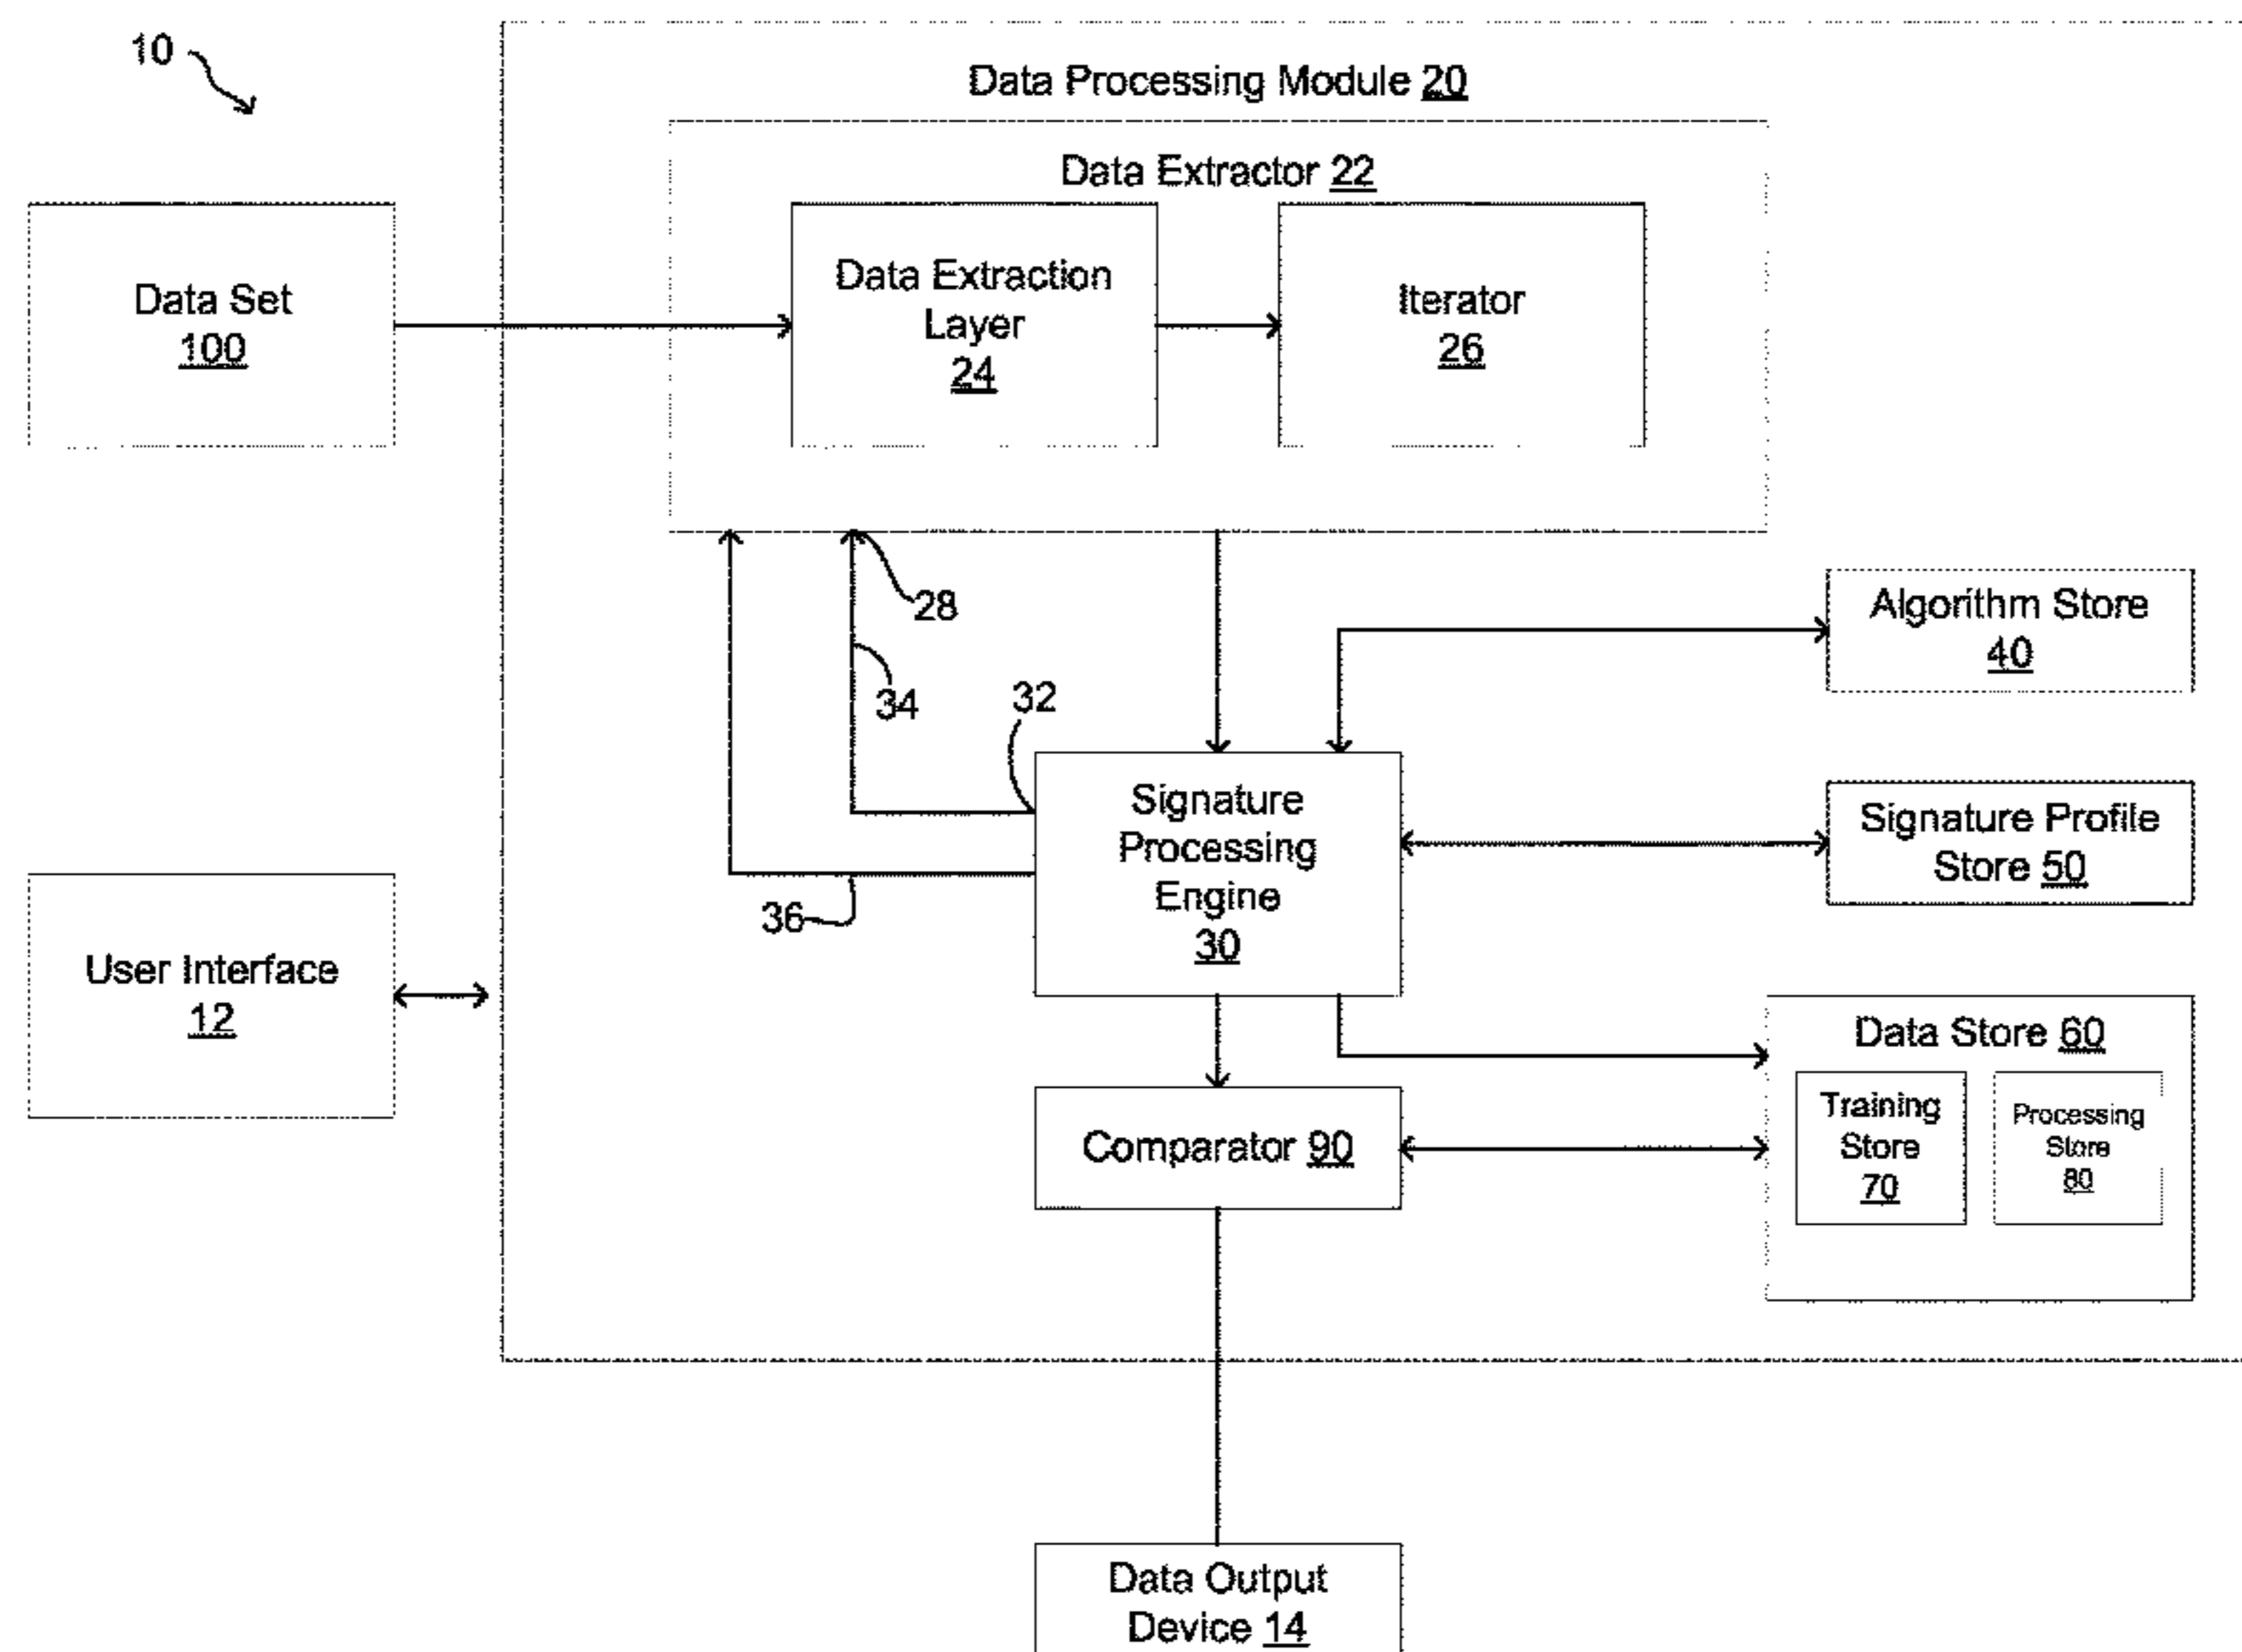 10
Data Processing Module 20
Data Extractor 22
Data Set
100
Data Extraction
Layer
24
Iterator
26
28
34
32
36
Algorithm Store
40
Signature
Processing
Engine
30
Signature Profile
Store 50
User Interface
12
Data Store 60
Training
Store
70
Processing
Store
80
Comparator 90
Data Output
Device 14